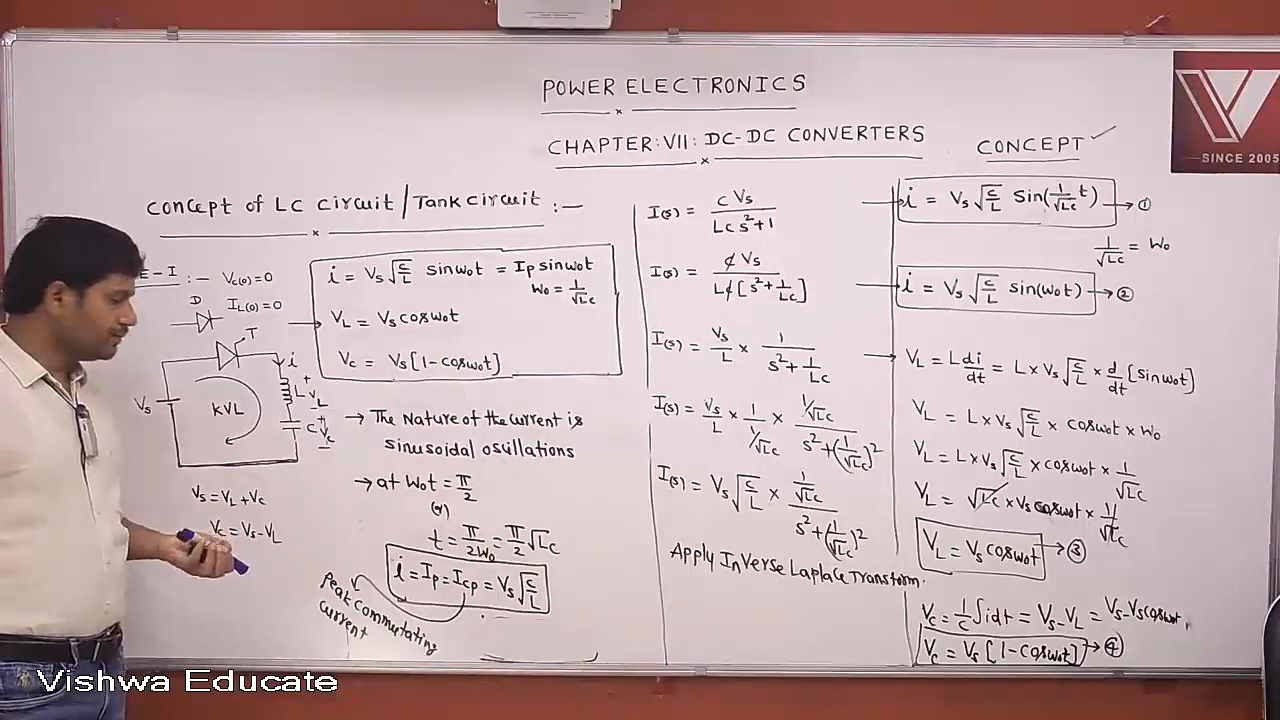 POWER ELECTRONICS
CHAPTER:VII: DC-DC CONVERTERS
CONCEPT ✓
SINCE 2005
Concept of LC circuit/Tank circuit :-
E-I :- Vc(0)=0
IL(0)=0
D
T
i
L
+
VL
-
C
+
Vc
-
Vs
KVL
Vs=VL+Vc
Vc=Vs-VL
i = Vs√(C/L) sinwot = Ip sinwot
wo = 1/√LC
VL = Vs coswot
Vc = Vs[1-coswot]
→ The nature of the current is
sinusoidal oscillations
→ at wot = π/2
(or)
t = π/2wo = π/2 √LC
i = Ip = Icp = Vs√(C/L)
Peak commutating
current
I(s) = CVs/(LCs²+1)
I(s) = CVs/(LC[s²+1/LC])
I(s) = Vs/L × 1/(s²+1/LC)
I(s) = Vs/L × 1/(1/√LC) × (1/√LC)/(s²+(1/√LC)²)
I(s) = Vs√(C/L) × (1/√LC)/(s²+(1/√LC)²)
Apply Inverse Laplace Transform.
→ i = Vs√(C/L) Sin(1/√LC t) → ①
1/√LC = wo
→ i = Vs√(C/L) sin(wot) → ②
→ VL = L di/dt = L×Vs√(C/L) × d/dt[sinwot]
VL = L×Vs√(C/L) × coswot × wo
VL = L×Vs√(C/L) × coswot × 1/√LC
VL = √LC × Vs coswot × 1/√LC
VL = Vs coswot → ③
Vc = 1/C ∫idt = Vs-VL = Vs-Vs coswot
Vc = Vs[1-coswot] → ④
Vishwa Educate